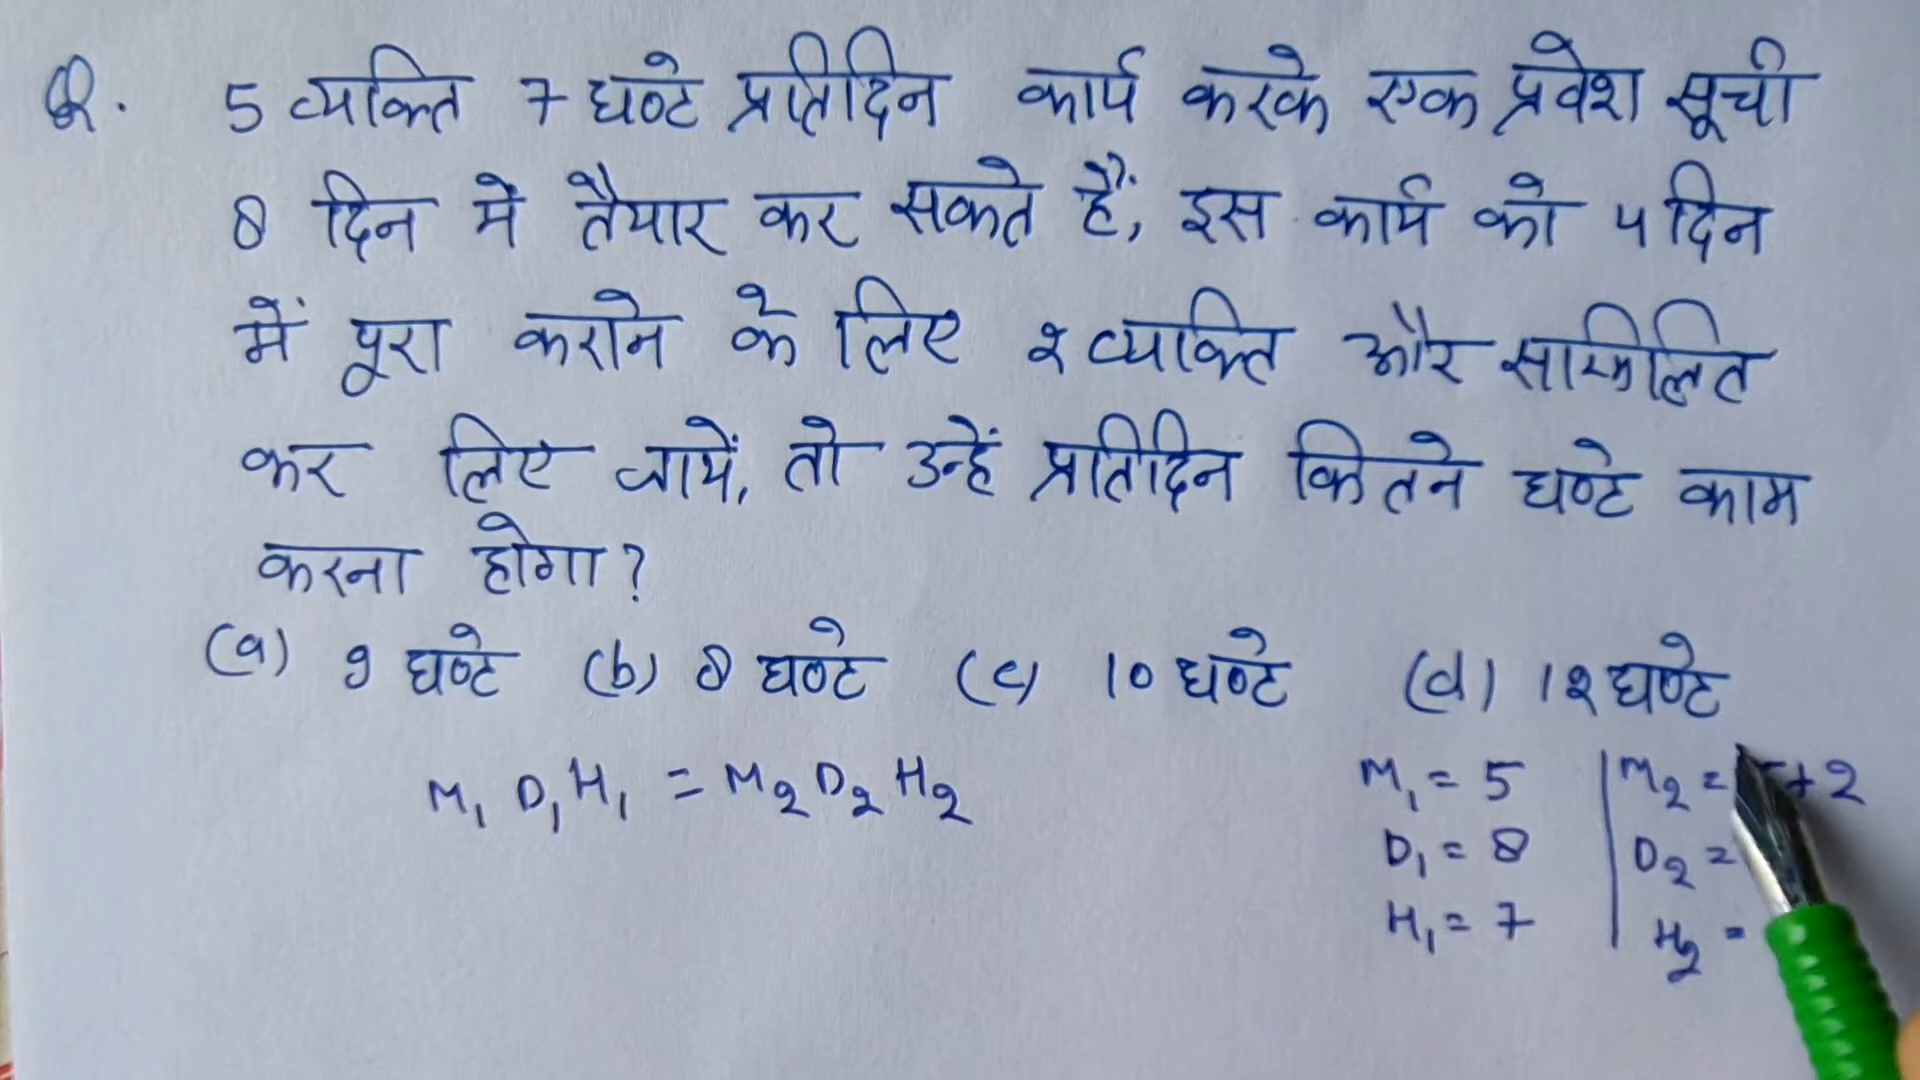 Q. 5 व्यक्ति 7 घण्टे प्रतिदिन कार्य करके एक प्रवेश सूची
8 दिन में तैयार कर सकते हैं, इस कार्य को 4 दिन
में पूरा कराने के लिए 2 व्यक्ति और सम्मिलित
कर लिए जायें, तो उन्हें प्रतिदिन कितने घण्टे काम
करना होगा?
(a) 9 घण्टे (b) 8 घण्टे (c) 10 घण्टे (d) 12 घण्टे
M₁ D₁ H₁ = M₂ D₂ H₂
M₁ = 5 | M₂ = 5+2
D₁ = 8 | D₂ =
H₁ = 7 | H₂ =